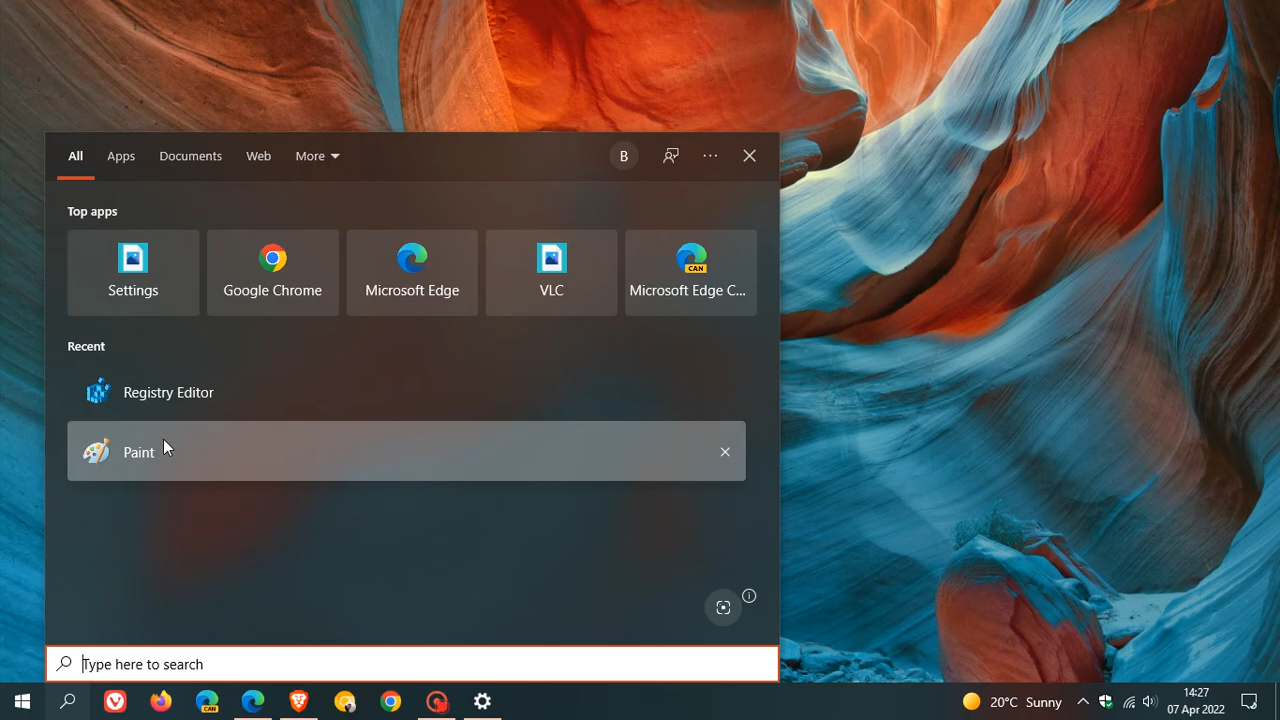 All Apps Documents Web More B
Top apps
Settings Google Chrome Microsoft Edge VLC Microsoft Edge C...
CAN
Recent
Registry Editor
Paint
Type here to search
CAN
20°C Sunny
14:27
07 Apr 2022